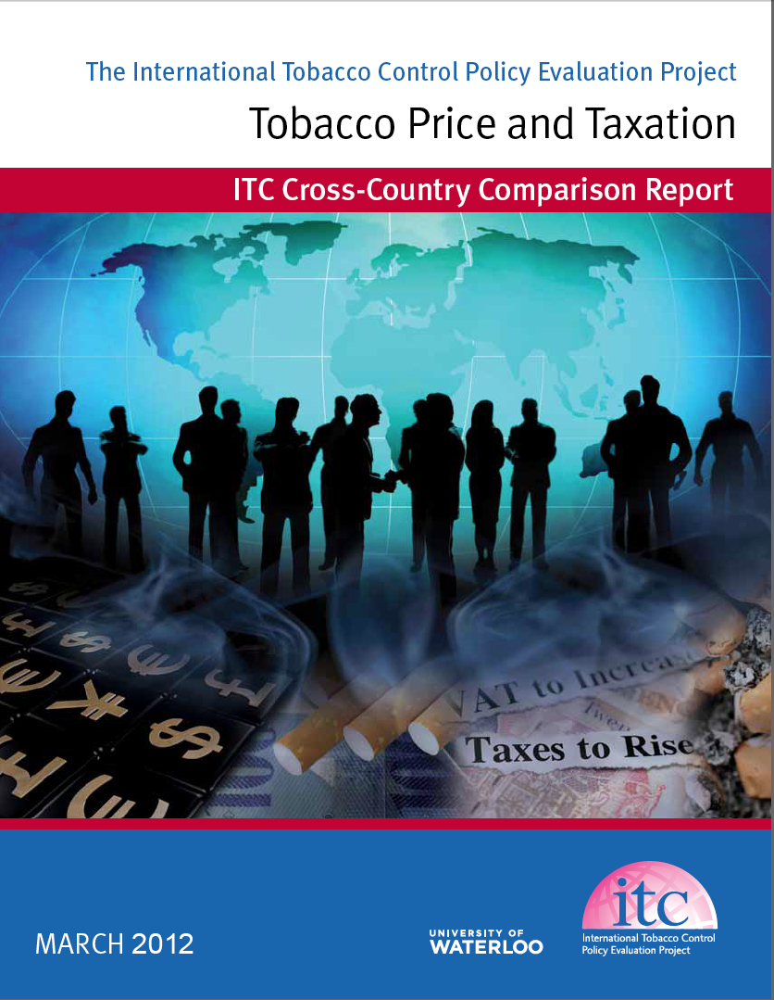 The International Tobacco Control Policy Evaluation Project
Tobacco Price and Taxation
ITC Cross-Country Comparison Report
VAT to Increase
Taxes to Rise
MARCH 2012
UNIVERSITY OF
WATERLOO
itc
International Tobacco Control
Policy Evaluation Project